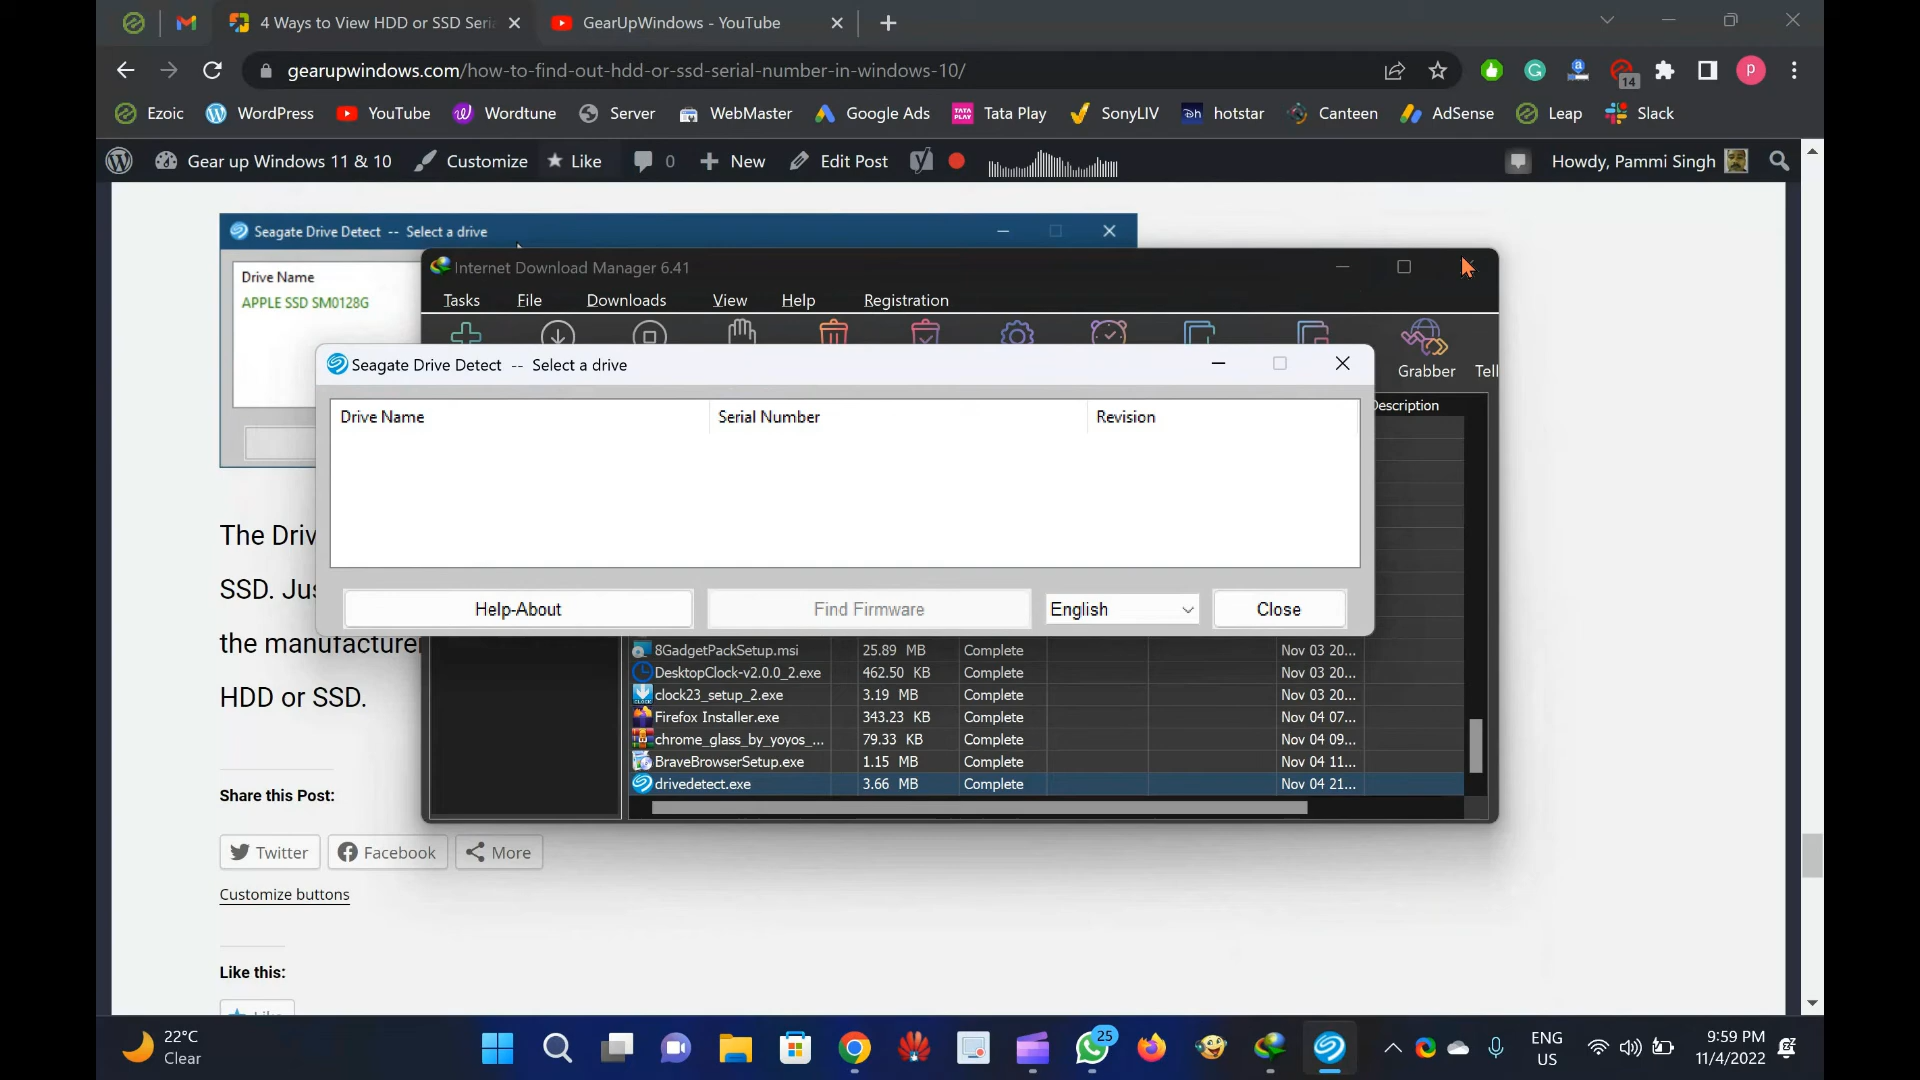 4 Ways to View HDD or SSD Seri
GearUpWindows - YouTube
gearupwindows.com/how-to-find-out-hdd-or-ssd-serial-number-in-windows-10/
14
P
Ezoic
WordPress
YouTube
Wordtune
Server
WebMaster
Google Ads
TATA PLAY
Tata Play
SonyLIV
hotstar
Canteen
AdSense
Leap
Slack
Gear up Windows 11 & 10
Customize
Like
0
New
Edit Post
Howdy, Pammi Singh
Seagate Drive Detect -- Select a drive
Drive Name
APPLE SSD SM0128G
Internet Download Manager 6.41
Tasks File Downloads View Help Registration
Grabber Tell
Description
Seagate Drive Detect -- Select a drive
Drive Name Serial Number Revision
Help-About Find Firmware English Close
8GadgetPackSetup.msi 25.89 MB Complete Nov 03 20...
DesktopClock-v2.0.0_2.exe 462.50 KB Complete Nov 03 20...
clock23_setup_2.exe 3.19 MB Complete Nov 03 20...
Firefox Installer.exe 343.23 KB Complete Nov 04 07...
chrome_glass_by_yoyos_... 79.33 KB Complete Nov 04 09...
BraveBrowserSetup.exe 1.15 MB Complete Nov 04 11...
drivedetect.exe 3.66 MB Complete Nov 04 21...
The Driv
SSD. Jus
the manufacturer
HDD or SSD.
Share this Post:
Twitter Facebook More
Customize buttons
Like this:
22°C
Clear
25
ENG
US
9:59 PM
11/4/2022